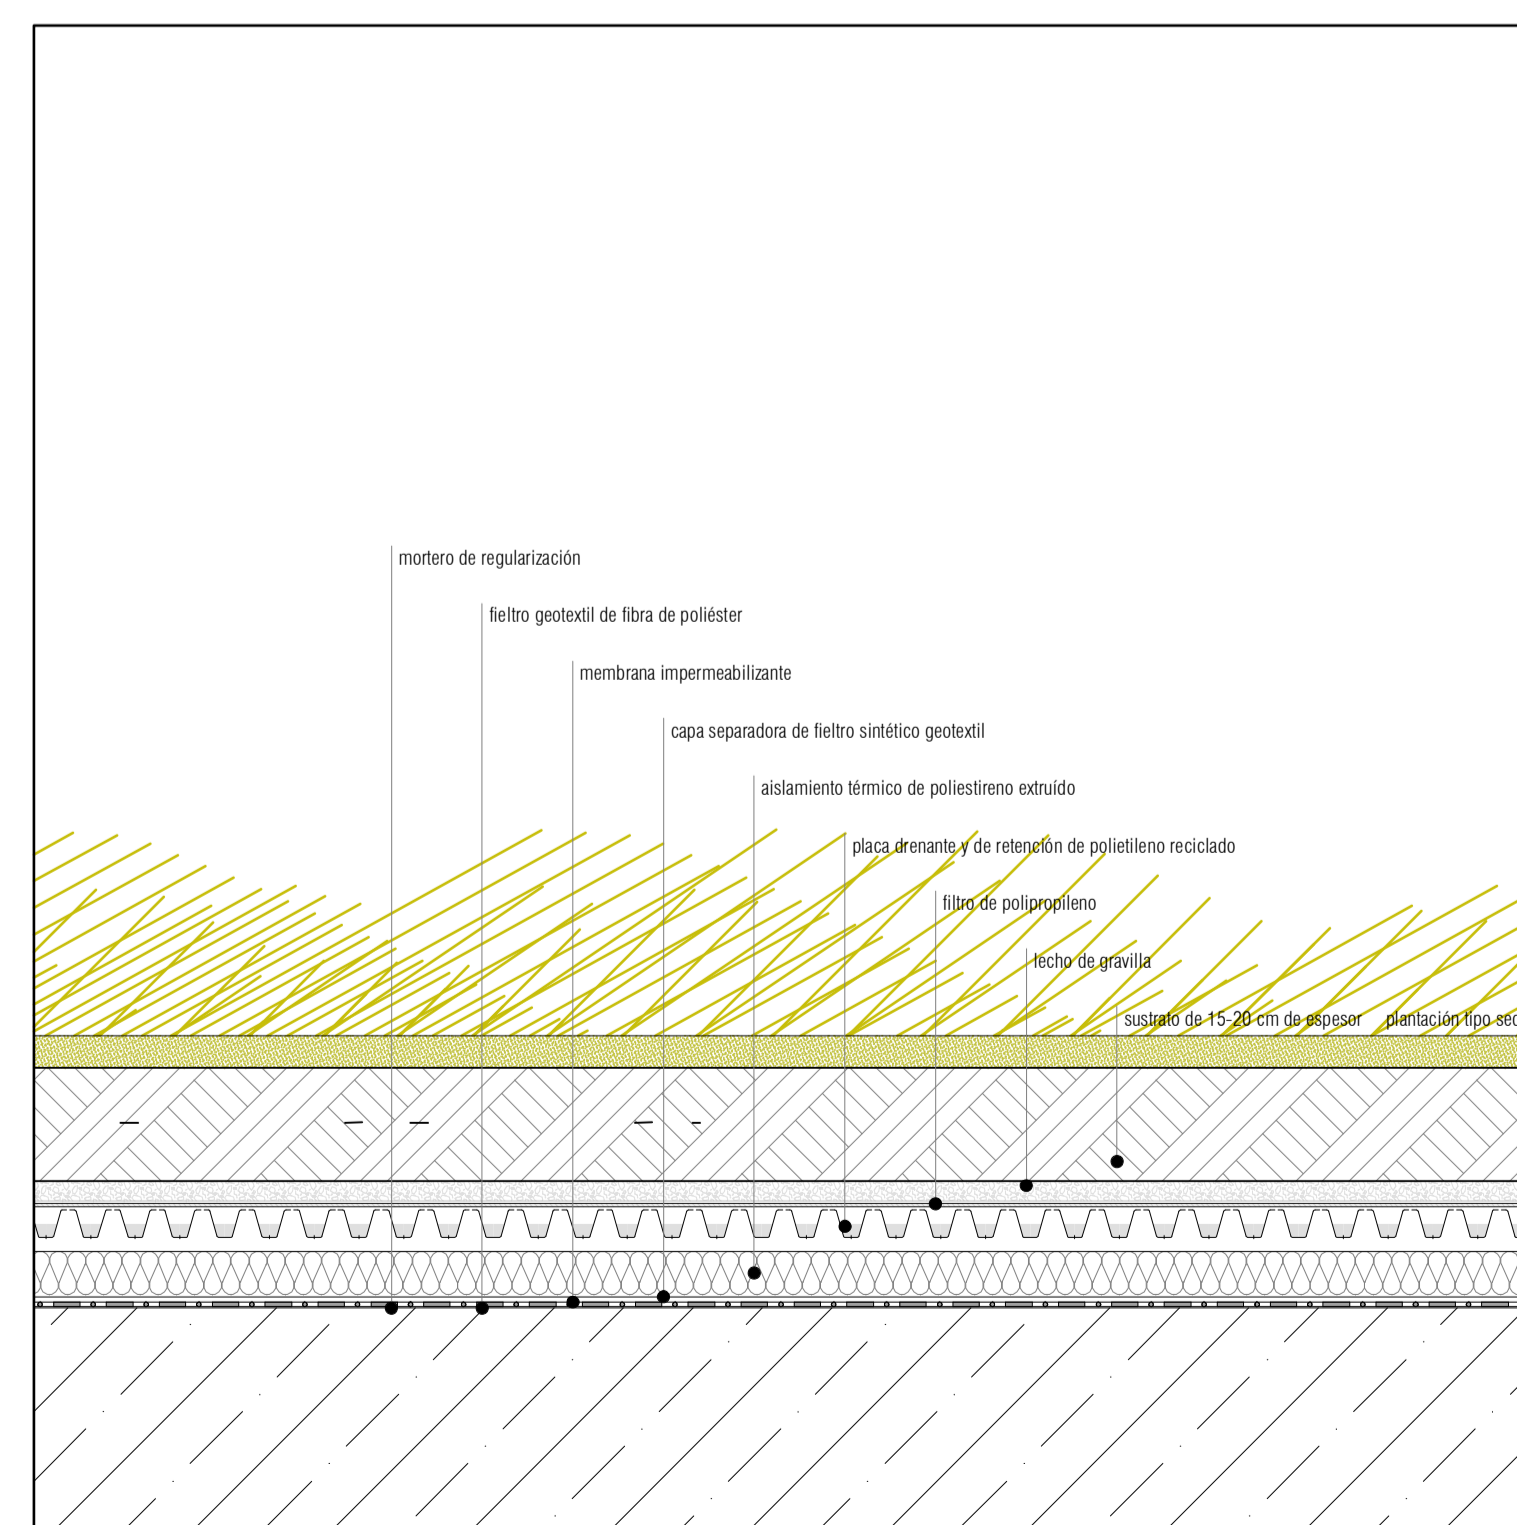 mortero de regularización
fieltro geotextil de fibra de poliéster
membrana impermeabilizante
capa separadora de fieltro sintético geotextil
aislamiento térmico de poliestireno extruído
placa drenante y de retención de polietileno reciclado
filtro de polipropileno
lecho de gravilla
sustrato de 15-20 cm de espesor plantación tipo